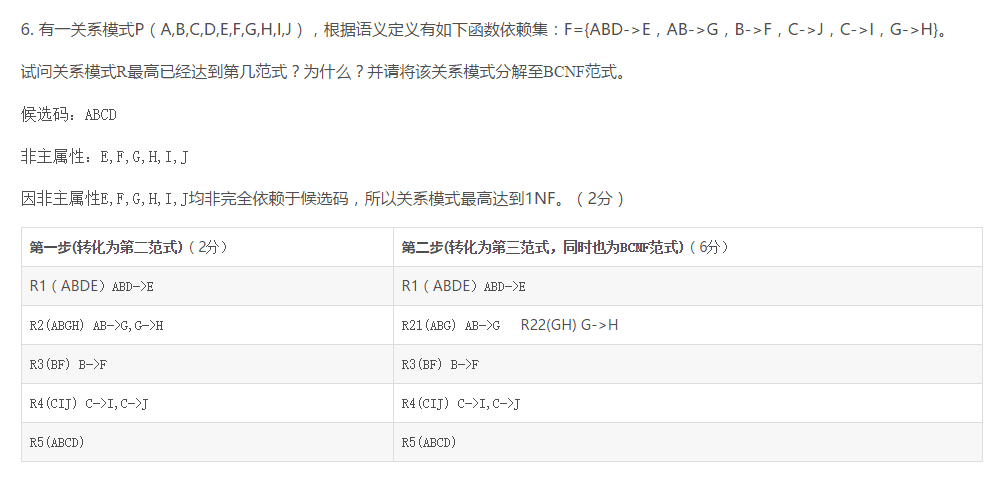 6. 有一关系模式P（A,B,C,D,E,F,G,H,I,J），根据语义定义有如下函数依赖集：F={ABD->E，AB->G，B->F，C->J，C->I，G->H}。
试问关系模式R最高已经达到第几范式？为什么？并请将该关系模式分解至BCNF范式。
候选码：ABCD
非主属性：E,F,G,H,I,J
因非主属性E,F,G,H,I,J均非完全依赖于候选码，所以关系模式最高达到1NF。（2分）
第一步(转化为第二范式)（2分） 第二步(转化为第三范式，同时也为BCNF范式)（6分）
R1（ABDE）ABD—>E R1（ABDE）ABD—>E
R2(ABGH) AB—>G,G—>H R21(ABG) AB—>G R22(GH) G->H
R3(BF) B—>F R3(BF) B—>F
R4(CIJ) C—>I,C—>J R4(CIJ) C—>I,C—>J
R5(ABCD) R5(ABCD)